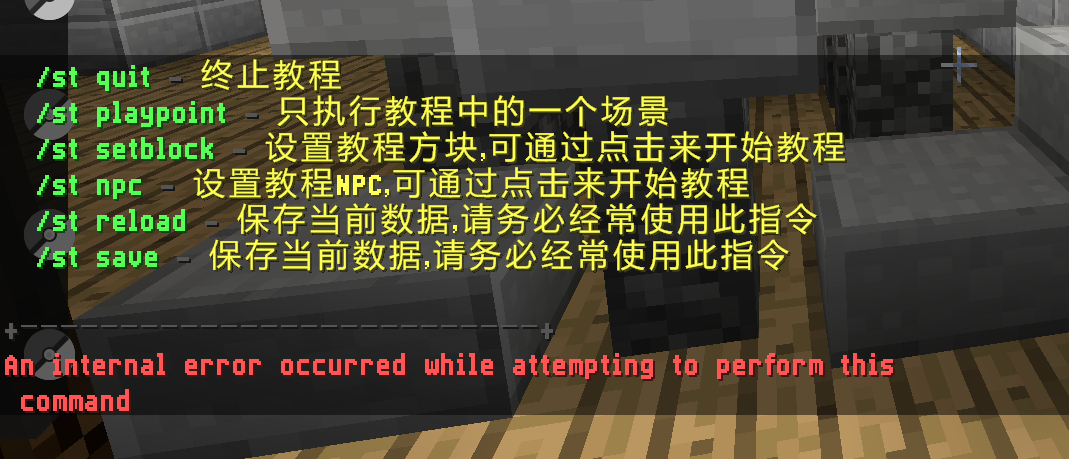 /st quit - 终止教程
/st playpoint - 只执行教程中的一个场景
/st setblock - 设置教程方块,可通过点击来开始教程
/st npc - 设置教程NPC,可通过点击来开始教程
/st reload - 保存当前数据,请务必经常使用此指令
/st save - 保存当前数据,请务必经常使用此指令
+---------------------------+
An internal error occurred while attempting to perform this
command